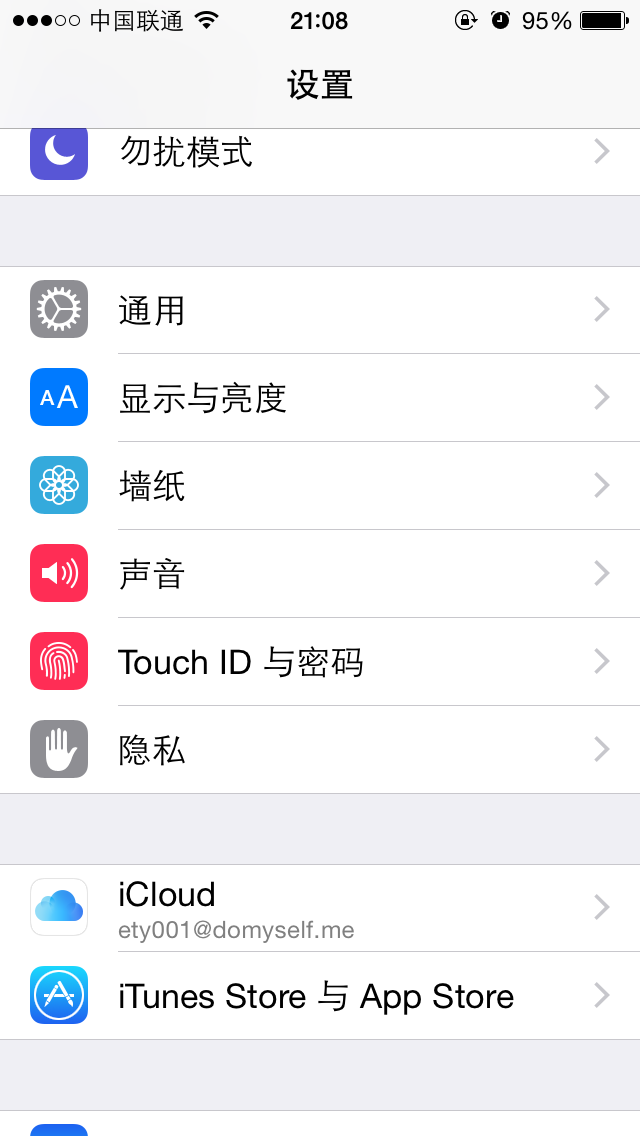 中国联通 21:08 95%
设置
勿扰模式
通用
AA 显示与亮度
墙纸
声音
Touch ID 与密码
隐私
iCloud
ety001@domyself.me
iTunes Store 与 App Store